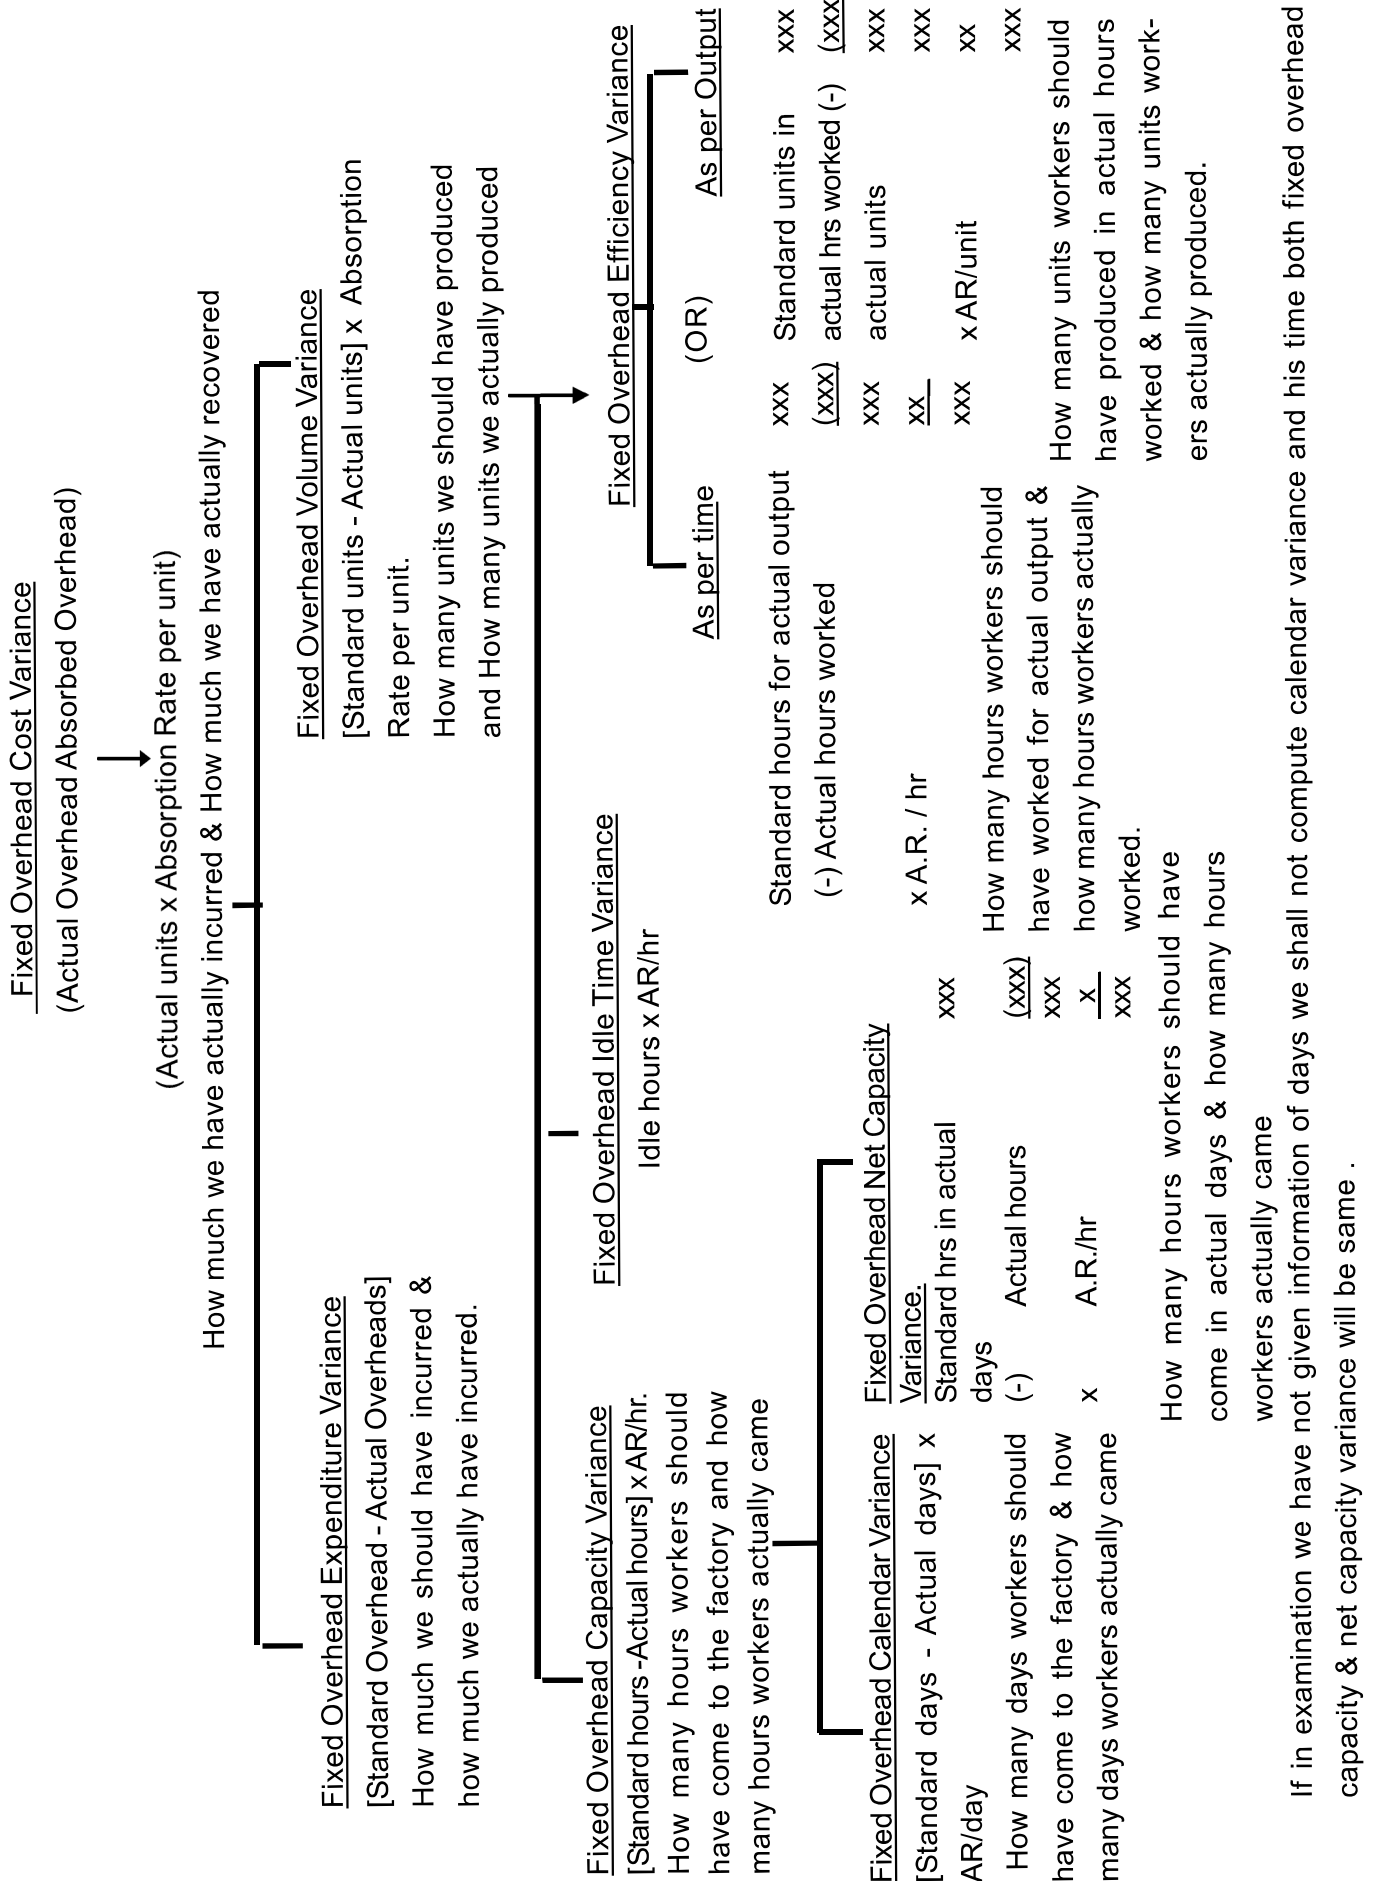 Fixed Overhead Cost Variance
(Actual Overhead Absorbed Overhead)
(Actual units x Absorption Rate per unit)
How much we have actually incurred & How much we have actually recovered
Fixed Overhead Expenditure Variance
[Standard Overhead - Actual Overheads]
How much we should have incurred &
how much we actually have incurred.
Fixed Overhead Volume Variance
[Standard units - Actual units] x Absorption
Rate per unit.
How many units we should have produced
and How many units we actually produced
Fixed Overhead Capacity Variance
[Standard hours -Actual hours] x AR/hr.
How many hours workers should
have come to the factory and how
many hours workers actually came
Fixed Overhead Idle Time Variance
Idle hours x AR/hr
Fixed Overhead Efficiency Variance
As per time
(OR)
As per Output
Standard hours for actual output xxx
(-) Actual hours worked (xxx)
xxx
x A.R. / hr xx
xxx
How many hours workers should
have worked for actual output &
how many hours workers actually
worked.
Standard units in xxx
actual hrs worked (-) (xxx
actual units xxx
xxx
x AR/unit xx
xxx
How many units workers should
have produced in actual hours
worked & how many units work-
ers actually produced.
Fixed Overhead Calendar Variance
[Standard days - Actual days] x
AR/day
How many days workers should
have come to the factory & how
many days workers actually came
Fixed Overhead Net Capacity
Variance.
Standard hrs in actual xxx
days
(-) Actual hours (xxx)
xxx
x A.R./hr x
xxx
How many hours workers should have
come in actual days & how many hours
workers actually came
If in examination we have not given information of days we shall not compute calendar variance and his time both fixed overhead
capacity & net capacity variance will be same .